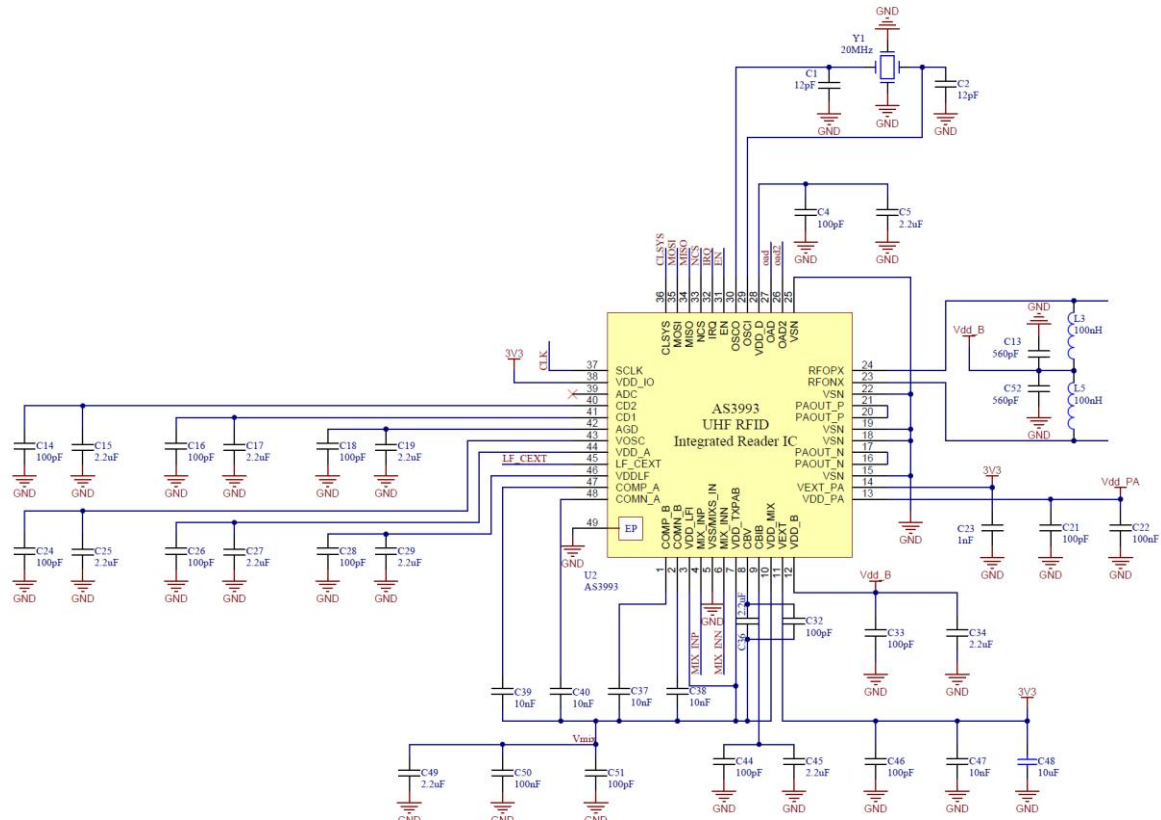 GND
Y1
20MHz
C1
12pF
C2
12pF
GND
GND
GND
C4
100pF
C5
2.2uF
GND
GND
CLSYS
MOSI
MISO
NCS
IRQ
EN
oad
oad2
36
35
34
33
32
31
30
29
28
27
26
25
CLSYS
MOSI
MISO
NCS
IRQ
EN
OSCO
OSCI
VDD_D
OAD
OAD2
VSN
3V3
CLK
37 SCLK
38 VDD_IO
39 ADC
40 CD2
41 CD1
42 AGD
43 VOSC
44 VDD_A
LF_CEXT 45 LF_CEXT
46 VDDLF
47 COMP_A
48 COMN_A
49 EP
GND
AS3993
UHF RFID
Integrated Reader IC
RFOPX 24
RFONX 23
VSN 22
PAOUT_P 21
PAOUT_P 20
VSN 19
VSN 18
PAOUT_N 17
PAOUT_N 16
VSN 15
VEXT_PA 14
VDD_PA 13
GND
Vdd_B
C13
560pF
C52
560pF
GND
L3
100nH
L5
100nH
C14
100pF
C15
2.2uF
C16
100pF
C17
2.2uF
C18
100pF
C19
2.2uF
GND
GND
GND
GND
GND
GND
3V3
Vdd_PA
C23
1nF
C21
100pF
C22
100nF
GND
GND
GND
GND
C24
100pF
C25
2.2uF
C26
100pF
C27
2.2uF
C28
100pF
C29
2.2uF
GND
GND
GND
GND
GND
GND
U2
AS3993
COMP_B
COMN_B
VDD_LFI
MIX_INP
VSS/MIXS_IN
MIX_INN
VDD_TXPAB
CBV
CBIB
VDD_MIX
VEXT
VDD_B
1
2
3
4
5
6
7
8
9
10
11
12
GND
MIX_INP
MIX_INN
2.2uF
C36
C32
100pF
Vdd_B
C33
100pF
C34
2.2uF
GND
GND
C39
10nF
C40
10nF
C37
10nF
C38
10nF
3V3
Vmix
C49
2.2uF
C50
100nF
C51
100pF
C44
100pF
C45
2.2uF
C46
100pF
C47
10nF
C48
10uF
GND
GND
GND
GND
GND
GND
GND
GND